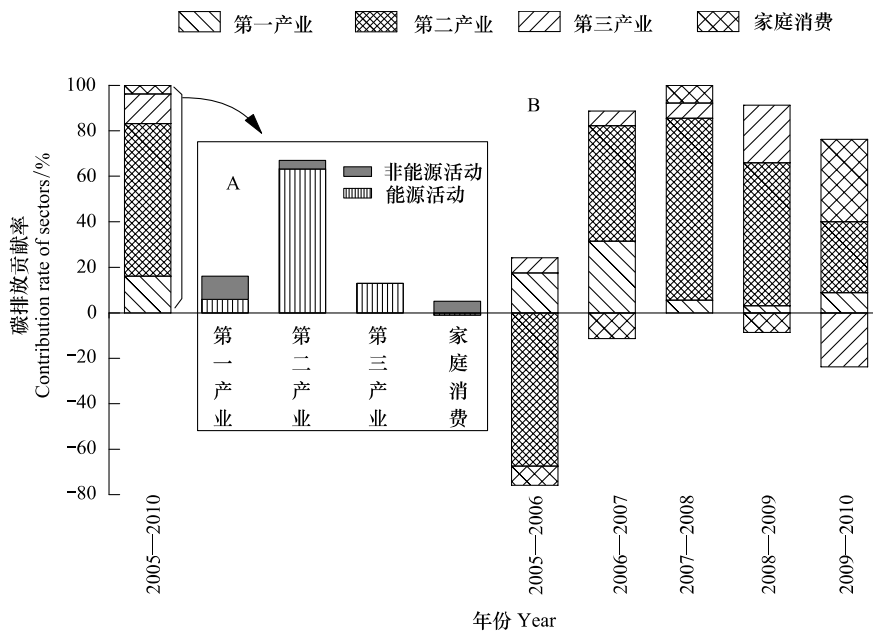 第一产业 第二产业 第三产业 家庭消费
碳排放贡献率
Contribution rate of sectors/%
100
80
60
40
20
0
−20
−40
−60
−80
A
非能源活动
能源活动
第一产业
第二产业
第三产业
家庭消费
B
2005—2010
2005—2006
2006—2007
2007—2008
2008—2009
2009—2010
年份 Year